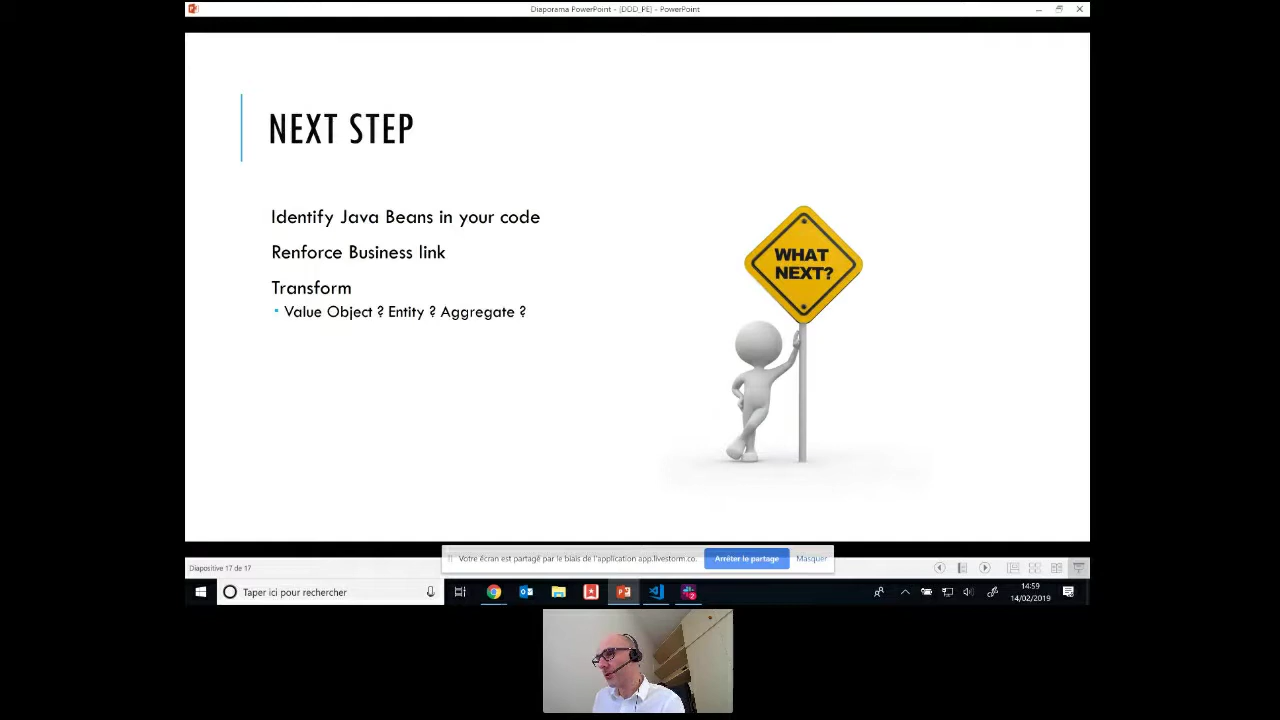 Diaporama PowerPoint - [DDD_PE] - PowerPoint
NEXT STEP
Identify Java Beans in your code
Renforce Business link
Transform
Value Object ? Entity ? Aggregate ?
WHAT
NEXT?
Votre écran est partagé par le biais de l'application app.livestorm.co.
Arrêter le partage
Masquer
Diapositive 17 de 17
Taper ici pour rechercher
14:59
14/02/2019